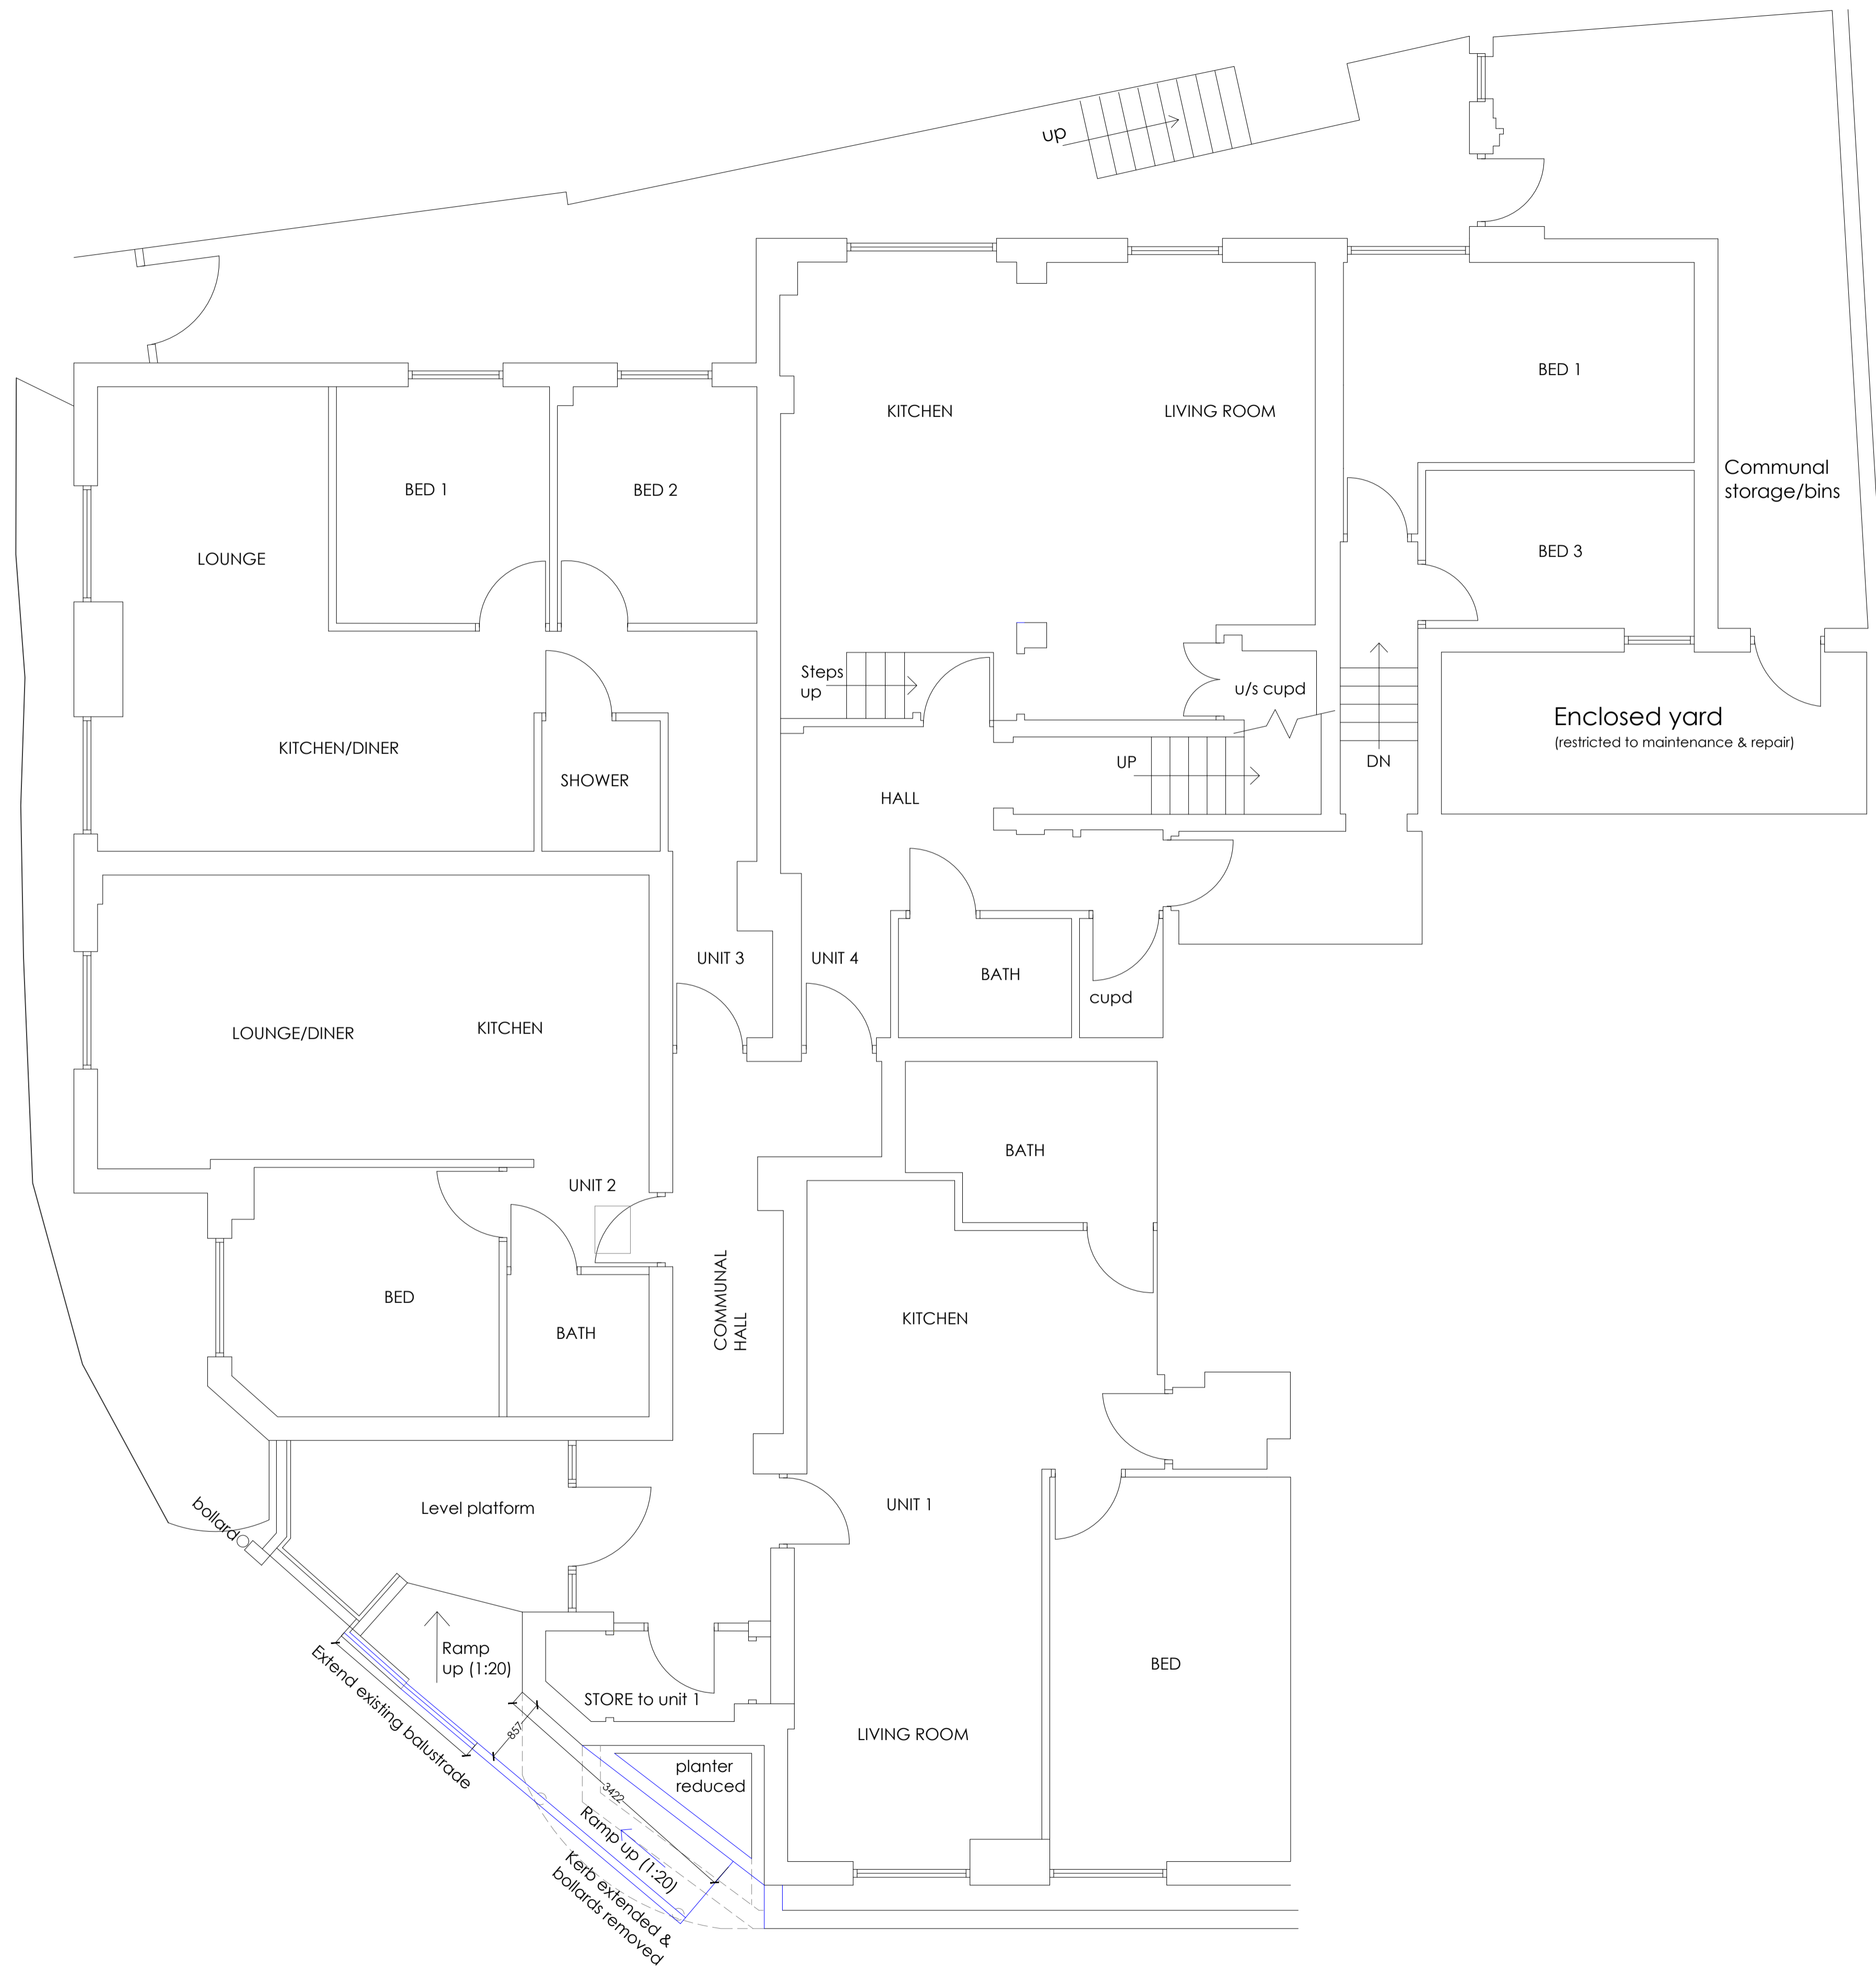 up
KITCHEN
LIVING ROOM
BED 1
BED 1
BED 2
Communal
storage/bins
BED 3
LOUNGE
Steps
up
u/s cupd
Enclosed yard
(restricted to maintenance & repair)
KITCHEN/DINER
SHOWER
UP
DN
HALL
UNIT 3
UNIT 4
BATH
cupd
LOUNGE/DINER
KITCHEN
BATH
UNIT 2
COMMUNAL
HALL
BED
BATH
KITCHEN
bollard
Level platform
UNIT 1
Ramp
up (1:20)
BED
Extend existing balustrade
STORE to unit 1
857
LIVING ROOM
planter
reduced
3422
Ramp up (1:20)
Kerb extended &
bollards removed